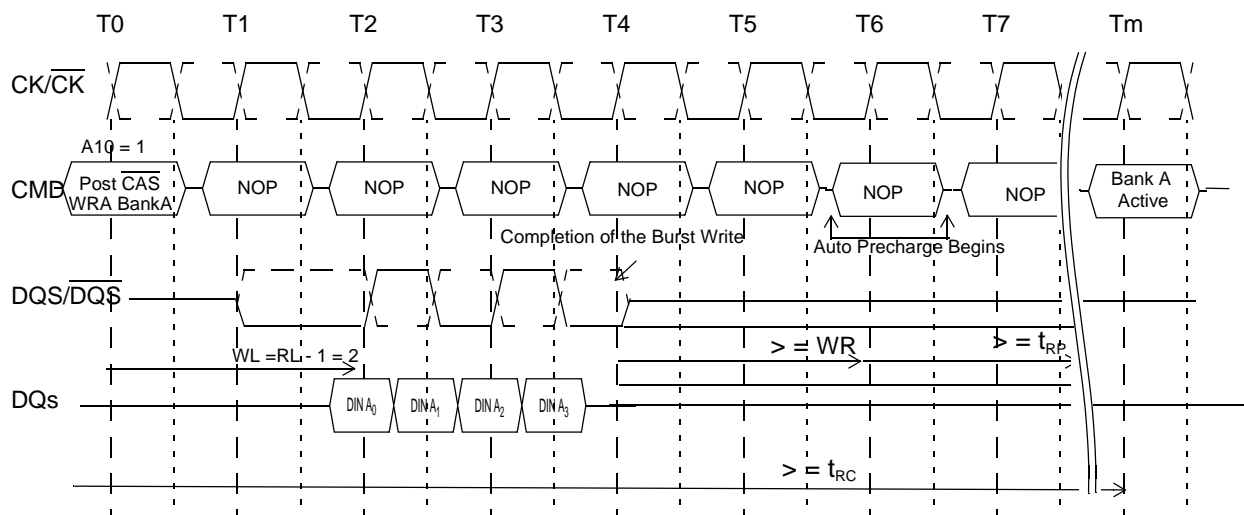 T0 T1 T2 T3 T4 T5 T6 T7 Tm
CK/CK
A10 = 1
CMD
Post CAS
WRA BankA
NOP NOP NOP NOP NOP NOP NOP
Bank A
Active
Completion of the Burst Write
Auto Precharge Begins
DQS/DQS
WL =RL - 1 = 2
> = WR
> = tRP
DQs
DIN A0 DIN A1 DIN A2 DIN A3
> = tRC